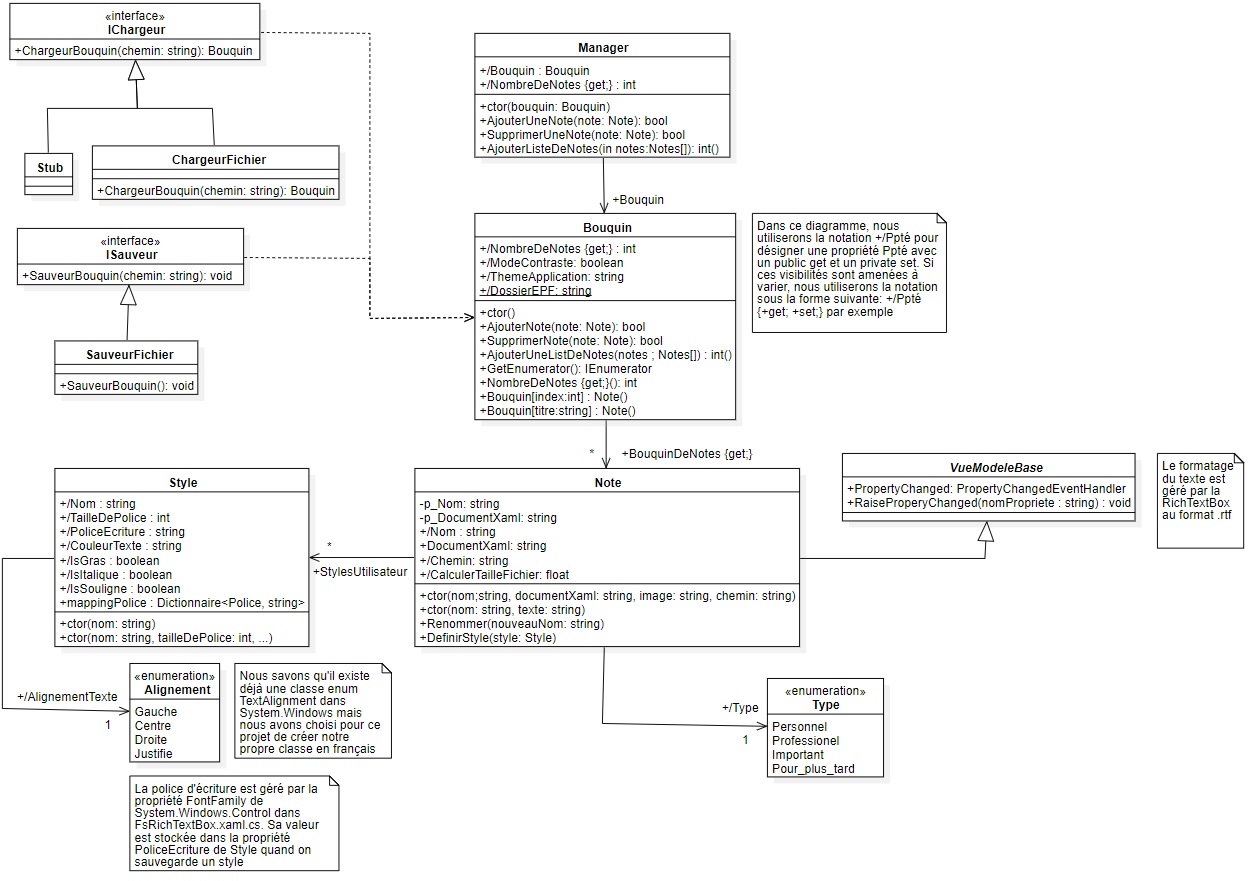 «interface»
IChargeur
+ChargeurBouquin(chemin: string): Bouquin
Stub
ChargeurFichier
+ChargeurBouquin(chemin: string): Bouquin
«interface»
ISauveur
+SauveurBouquin(chemin: string): void
SauveurFichier
+SauveurBouquin(): void
Manager
+/Bouquin : Bouquin
+/NombreDeNotes {get;} : int
+ctor(bouquin: Bouquin)
+AjouterUneNote(note: Note): bool
+SupprimerUneNote(note: Note): bool
+AjouterListeDeNotes(in notes:Notes[]): int()
+Bouquin
Bouquin
+/NombreDeNotes {get;} : int
+/ModeContraste: boolean
+/ThemeApplication: string
+/DossierEPF: string
+ctor()
+AjouterNote(note: Note): bool
+SupprimerNote(note: Note): bool
+AjouterUneListDeNotes(notes ; Notes[]) : int()
+GetEnumerator(): IEnumerator
+NombreDeNotes {get;}(): int
+Bouquin[index:int] : Note()
+Bouquin[titre:string] : Note()
Dans ce diagramme, nous
utiliserons la notation +/Ppté pour
désigner une propriété Ppté avec
un public get et un private set. Si
ces visibilités sont amenées à
varier, nous utiliserons la notation
sous la forme suivante: +/Ppté
{+get; +set;} par exemple
*
+BouquinDeNotes {get;}
Style
+/Nom : string
+/TailleDePolice : int
+/PoliceEcriture : string
+/CouleurTexte : string
+/IsGras : boolean
+/IsItalique : boolean
+/IsSouligne : boolean
+mappingPolice : Dictionnaire<Police, string>
+ctor(nom: string)
+ctor(nom: string, tailleDePolice: int, ...)
*
+StylesUtilisateur
Note
-p_Nom: string
-p_DocumentXaml: string
+/Nom : string
+DocumentXaml: string
+/Chemin: string
+/CalculerTailleFichier: float
+ctor(nom;string, documentXaml: string, image: string, chemin: string)
+ctor(nom: string, texte: string)
+Renommer(nouveauNom: string)
+DefinirStyle(style: Style)
VueModeleBase
+PropertyChanged: PropertyChangedEventHandler
+RaiseProperyChanged(nomPropriete : string) : void
Le formatage
du texte est
géré par la
RichTextBox
au format .rtf
+/AlignementTexte
1
«enumeration»
Alignement
Gauche
Centre
Droite
Justifie
Nous savons qu'il existe
déjà une classe enum
TextAlignment dans
System.Windows mais
nous avons choisi pour ce
projet de créer notre
propre classe en français
+/Type
1
«enumeration»
Type
Personnel
Professionel
Important
Pour_plus_tard
La police d'écriture est géré par la
propriété FontFamily de
System.Windows.Control dans
FsRichTextBox.xaml.cs. Sa valeur
est stockée dans la propriété
PoliceEcriture de Style quand on
sauvegarde un style